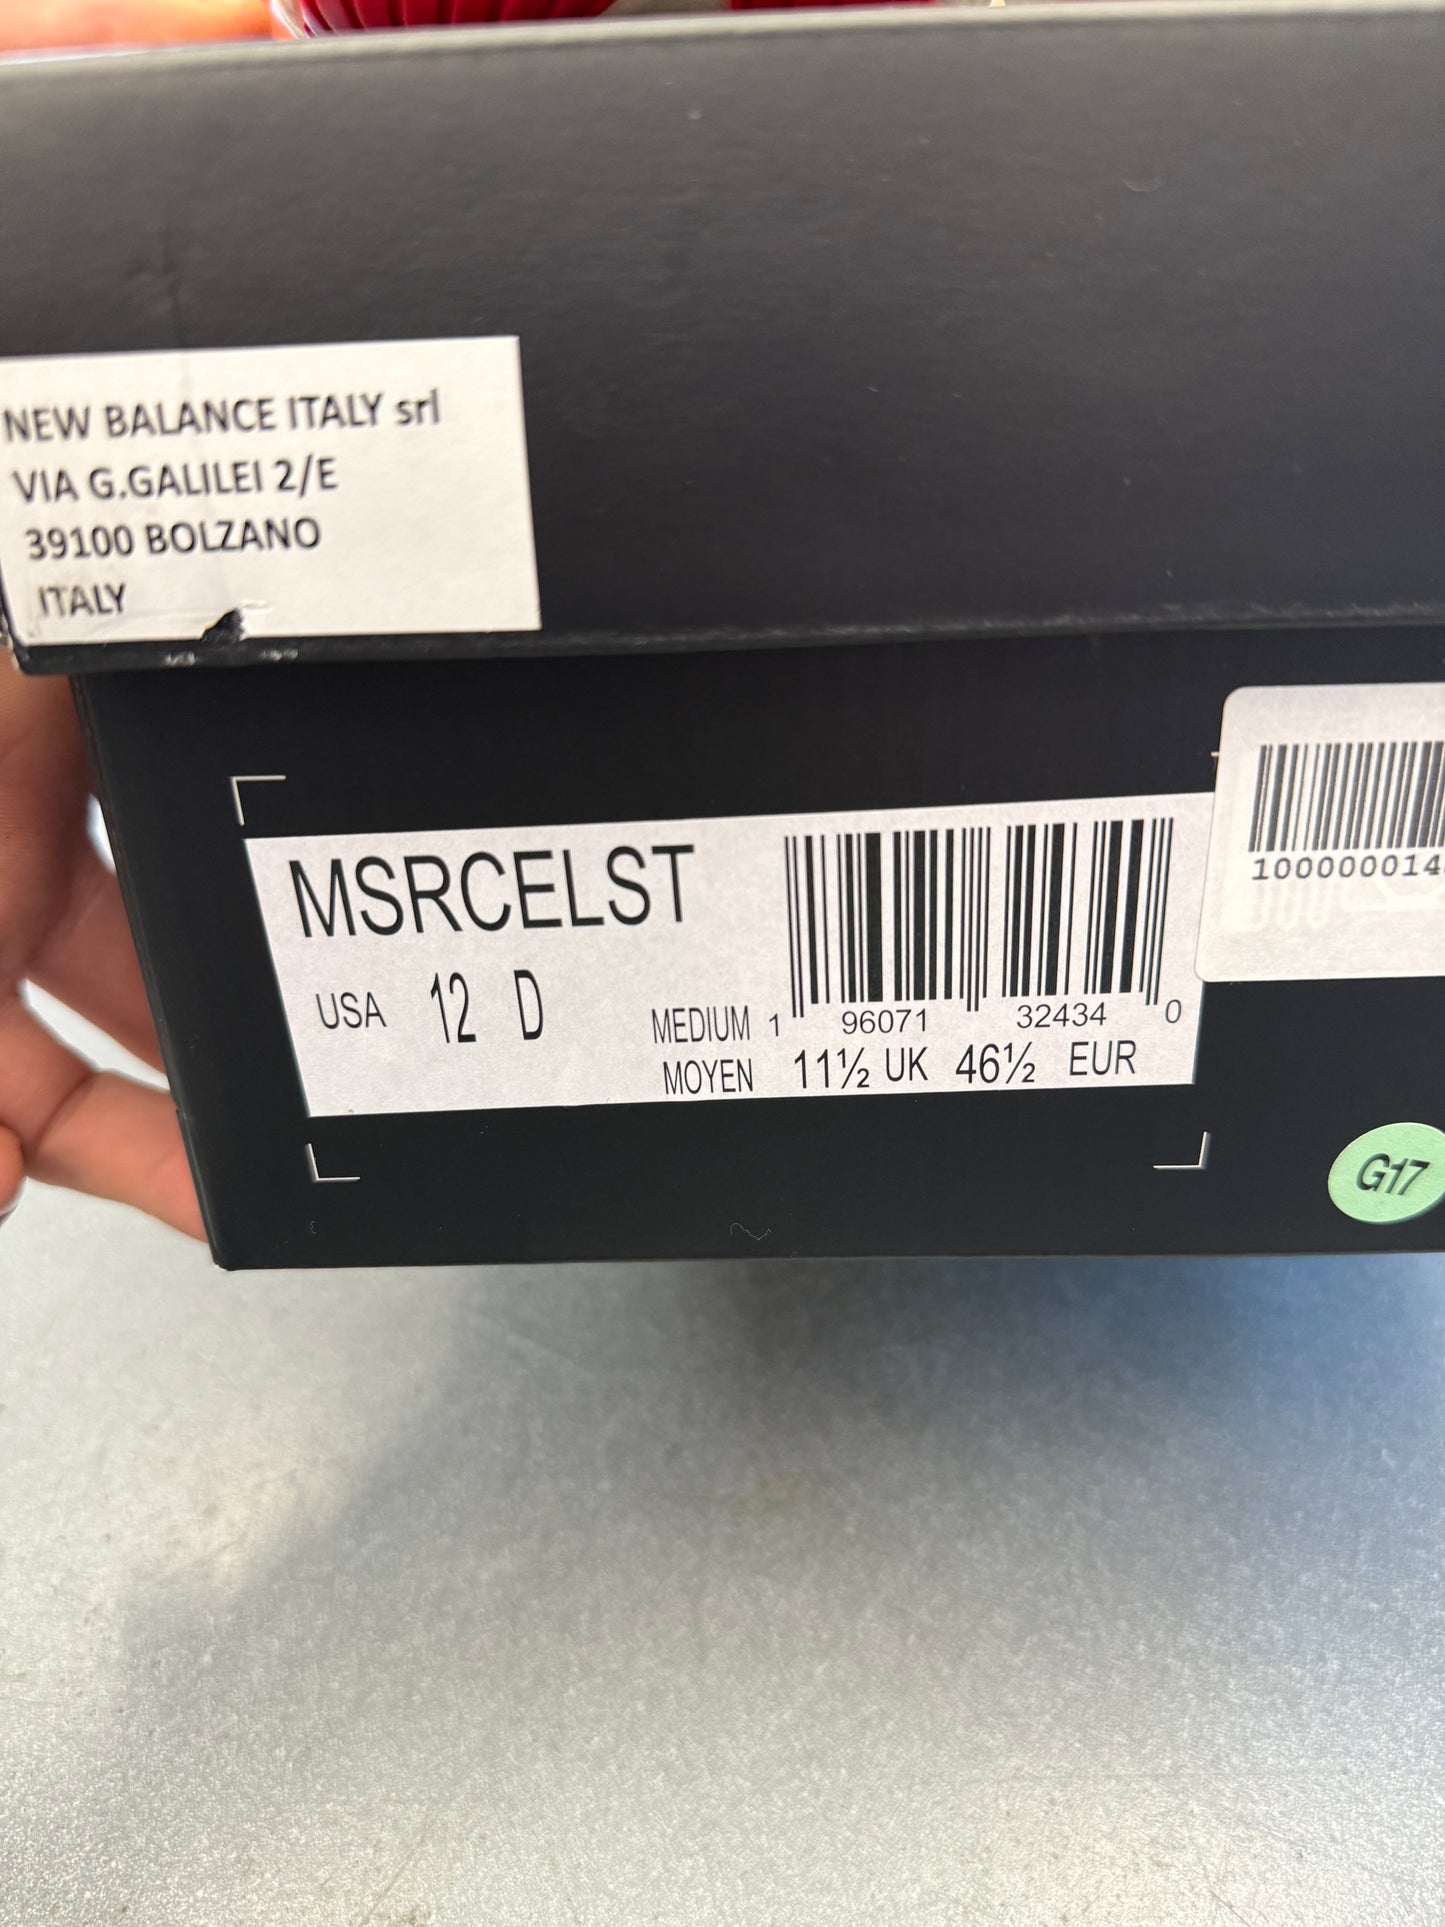 NEW BALANCE ITALY srl
VIA G.GALILEI 2/E
39100 BOLZANO
ITALY
MSRCELST
USA 12 D
MEDIUM 1 96071 32434 0
MOYEN 11½ UK 46½ EUR
100000014
G17